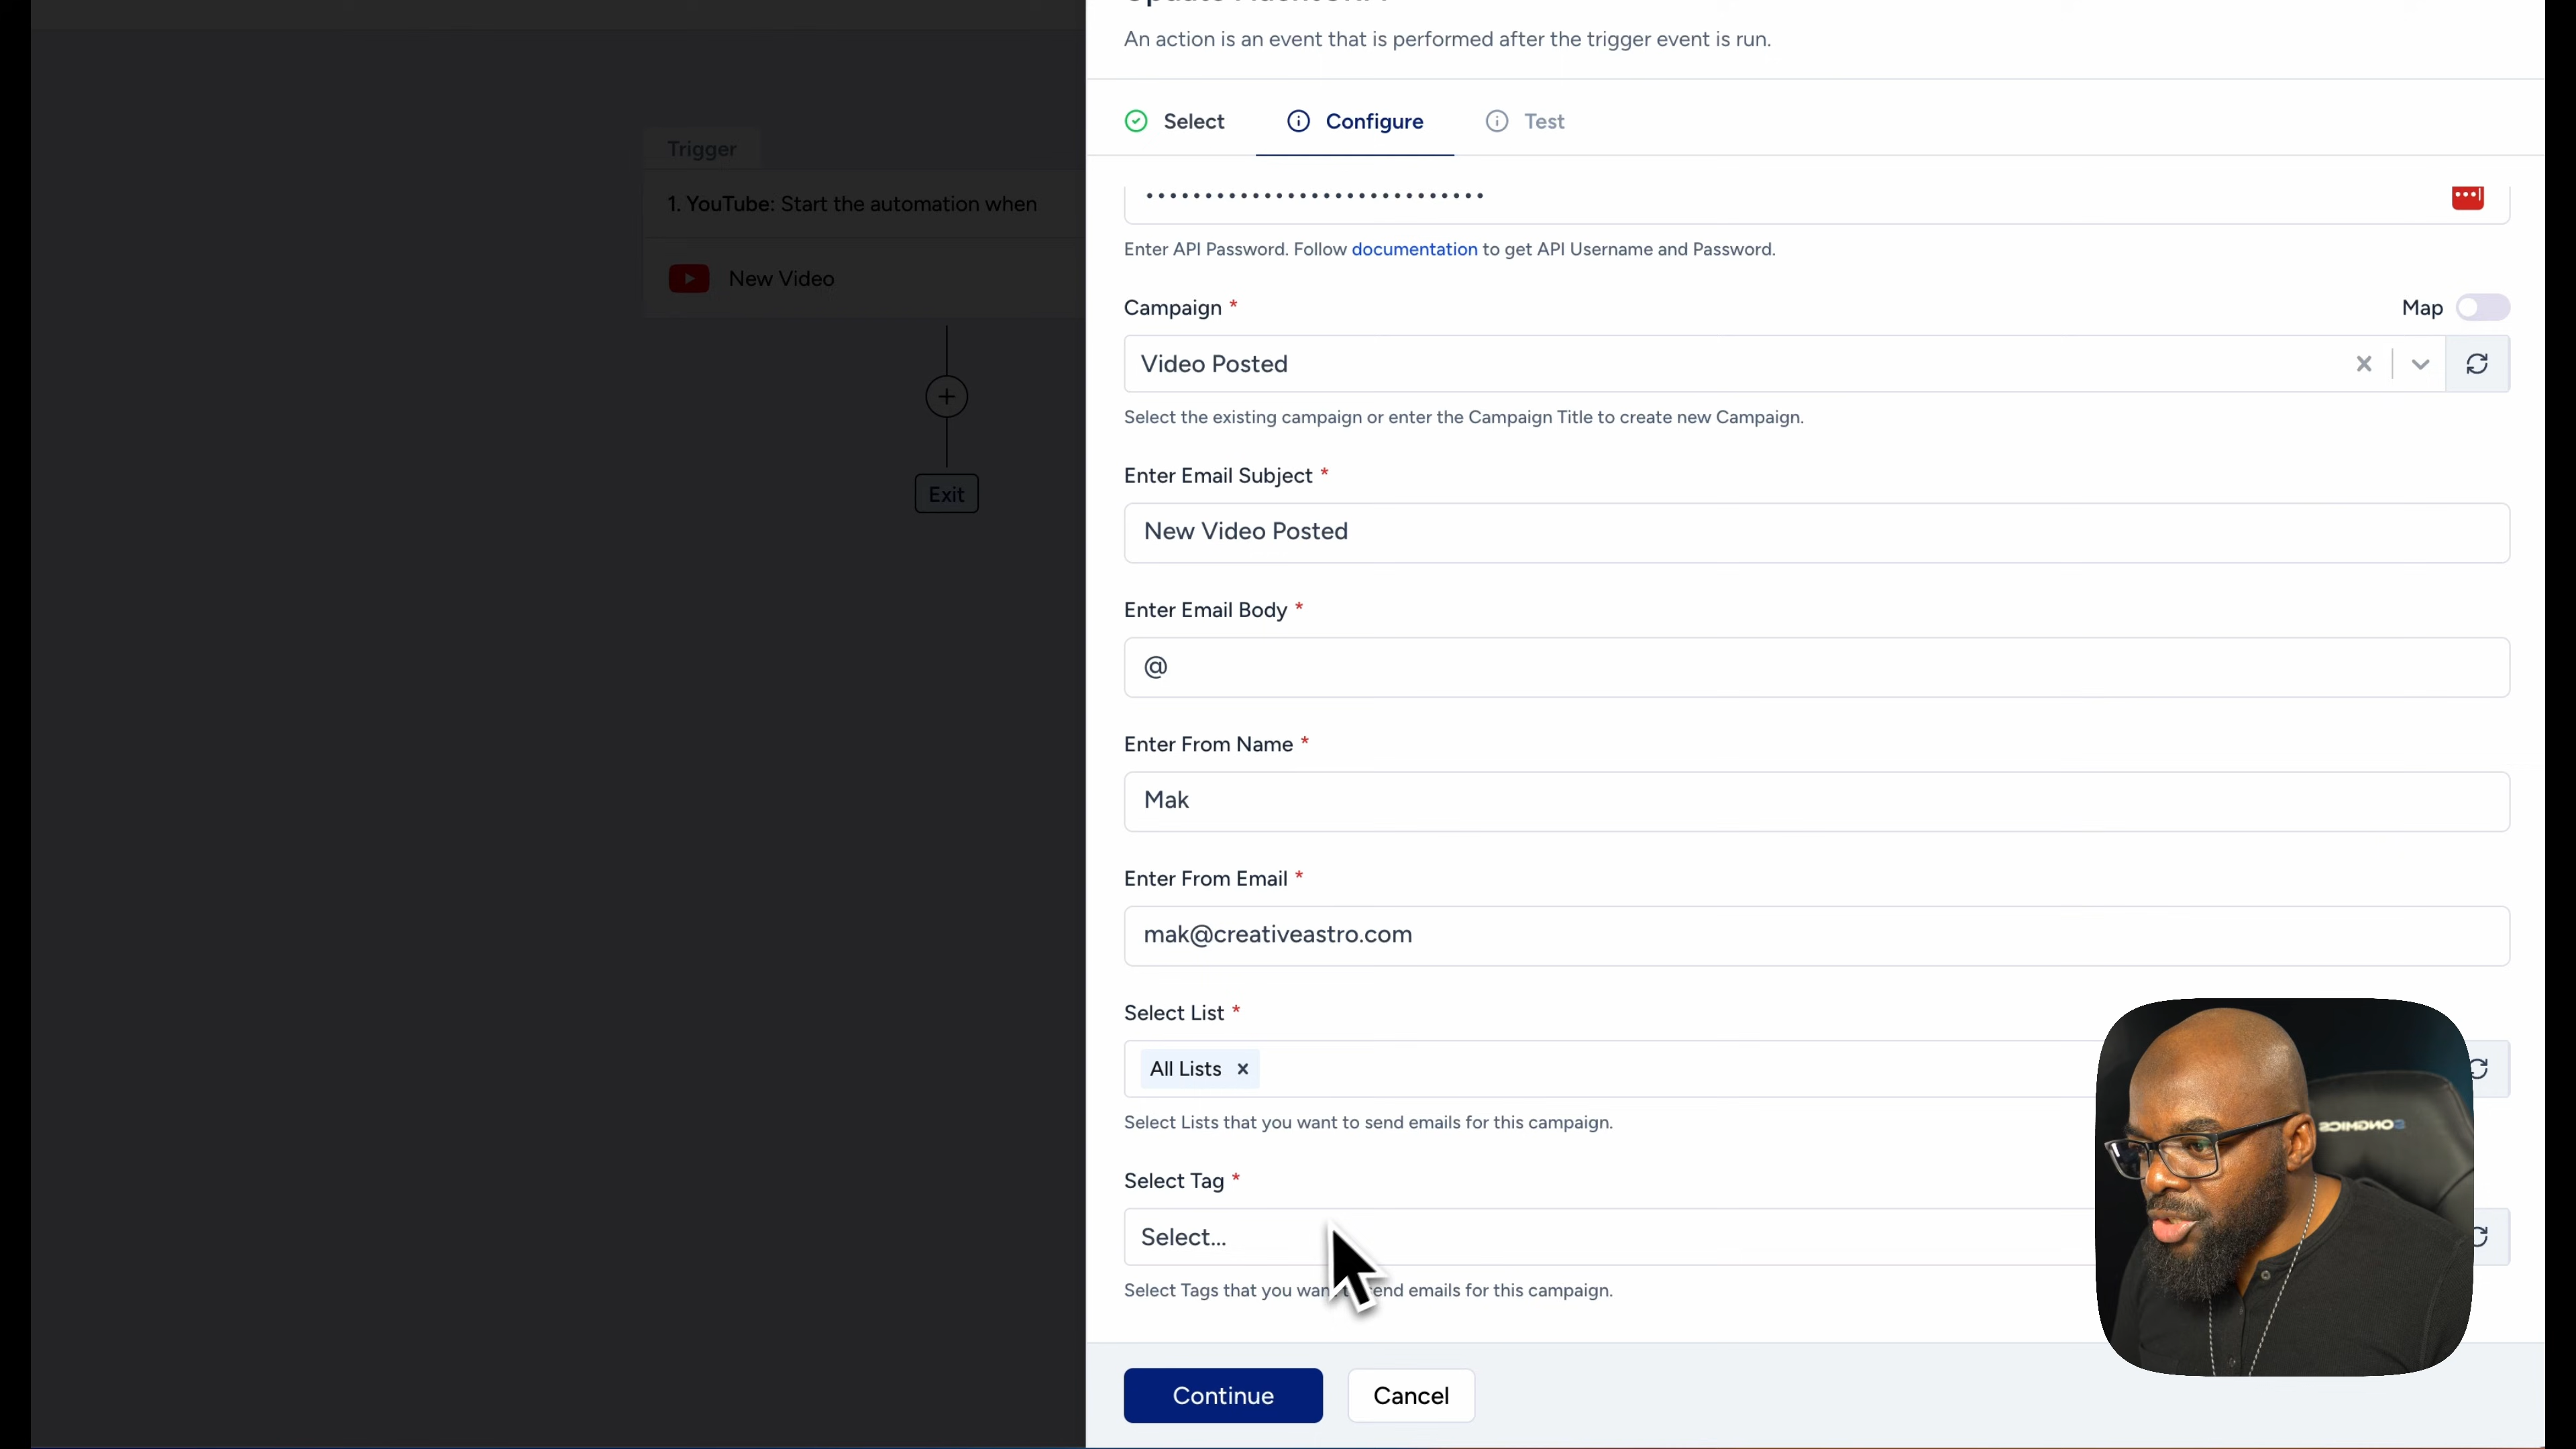 An action is an event that is performed after the trigger event is run.
Select
Configure
Test
Trigger
1. YouTube: Start the automation when
New Video
Exit
••••••••••••••••••••••••••••••
Enter API Password. Follow documentation to get API Username and Password.
Campaign *
Map
Video Posted
Select the existing campaign or enter the Campaign Title to create new Campaign.
Enter Email Subject *
New Video Posted
Enter Email Body *
@
Enter From Name *
Mak
Enter From Email *
mak@creativeastro.com
Select List *
All Lists
Select Lists that you want to send emails for this campaign.
Select Tag *
Select...
Select Tags that you want send emails for this campaign.
Continue
Cancel